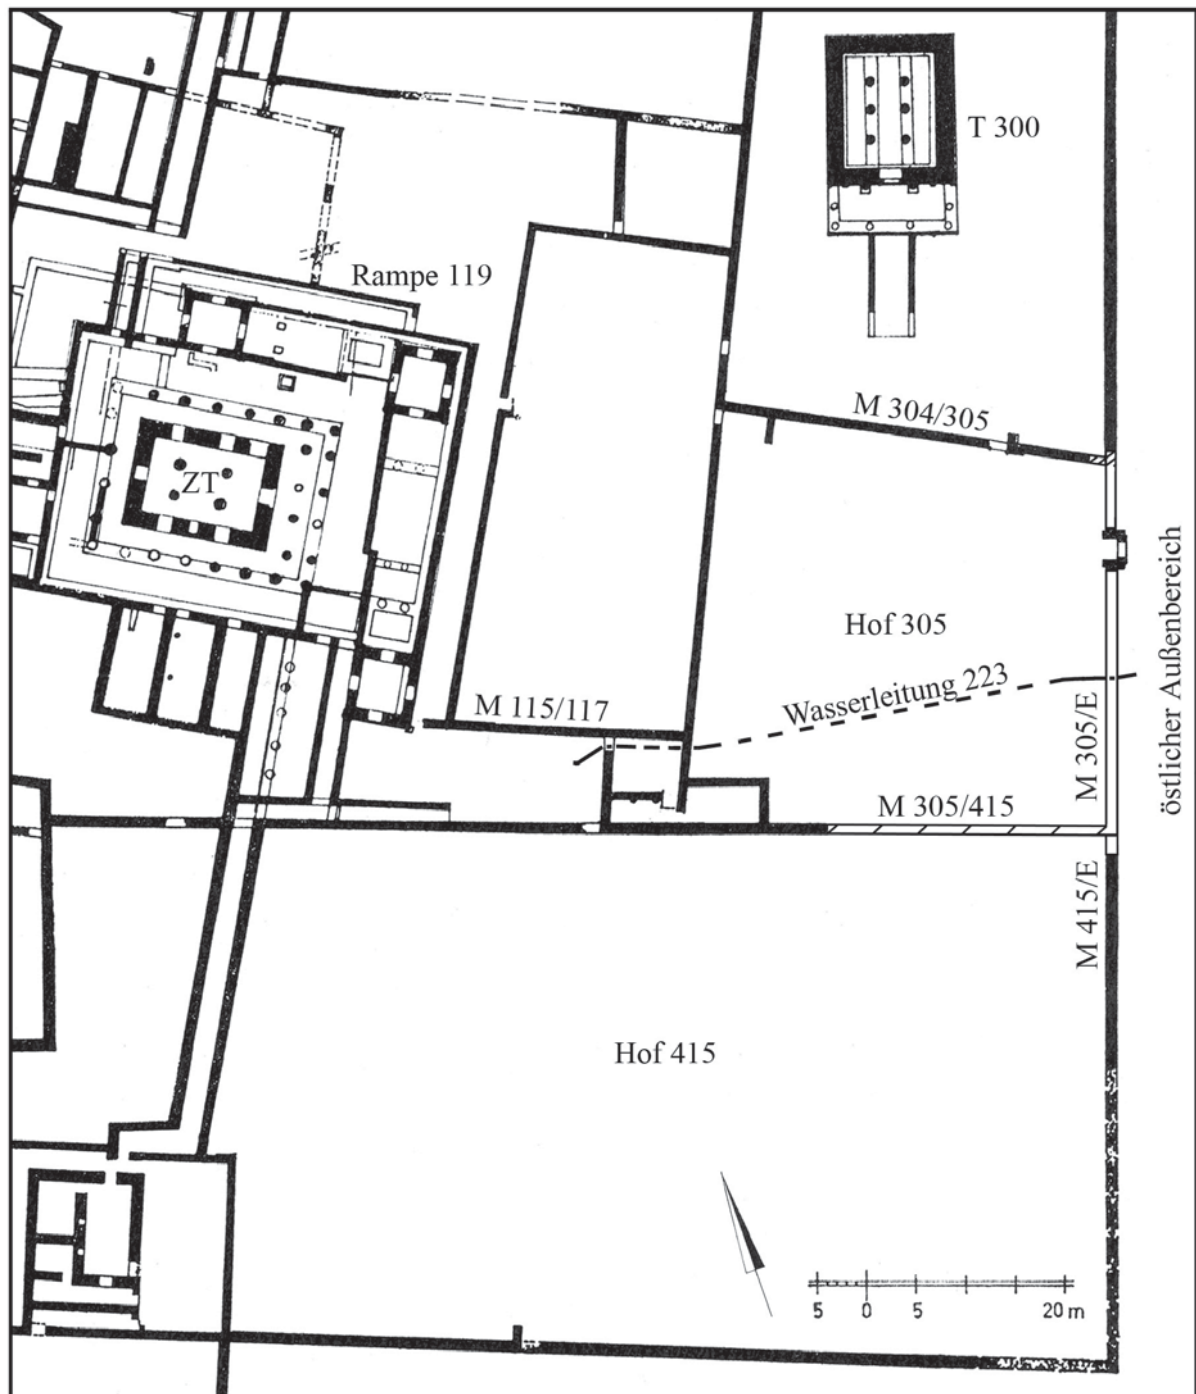 T 300
Rampe 119
M 304/305
ZT
Hof 305
östlicher Außenbereich
Wasserleitung 223
M 115/117
M 305/E
M 305/415
M 415/E
Hof 415
5 0 5 20 m